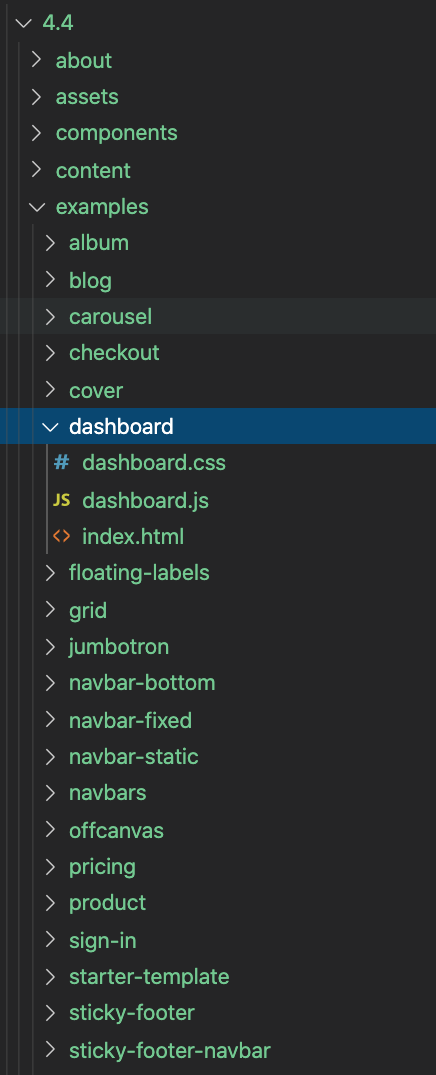 4.4
about
assets
components
content
examples
album
blog
carousel
checkout
cover
dashboard
# dashboard.css
JS dashboard.js
<> index.html
floating-labels
grid
jumbotron
navbar-bottom
navbar-fixed
navbar-static
navbars
offcanvas
pricing
product
sign-in
starter-template
sticky-footer
sticky-footer-navbar